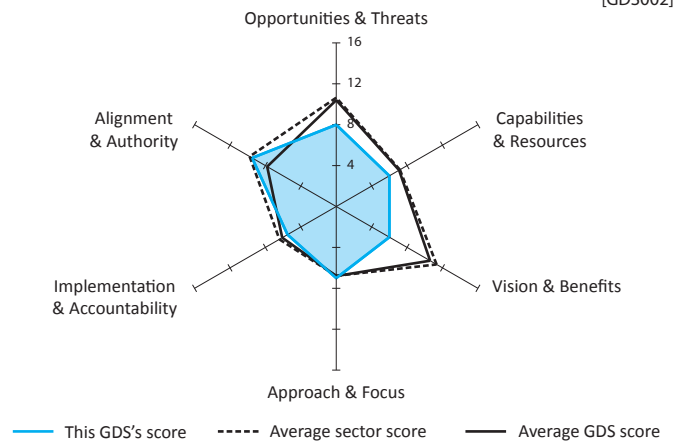 [GDS002]
Opportunities & Threats
16
12
8
4
Alignment
& Authority
Capabilities
& Resources
Implementation
& Accountability
Vision & Benefits
Approach & Focus
This GDS's score
Average sector score
Average GDS score